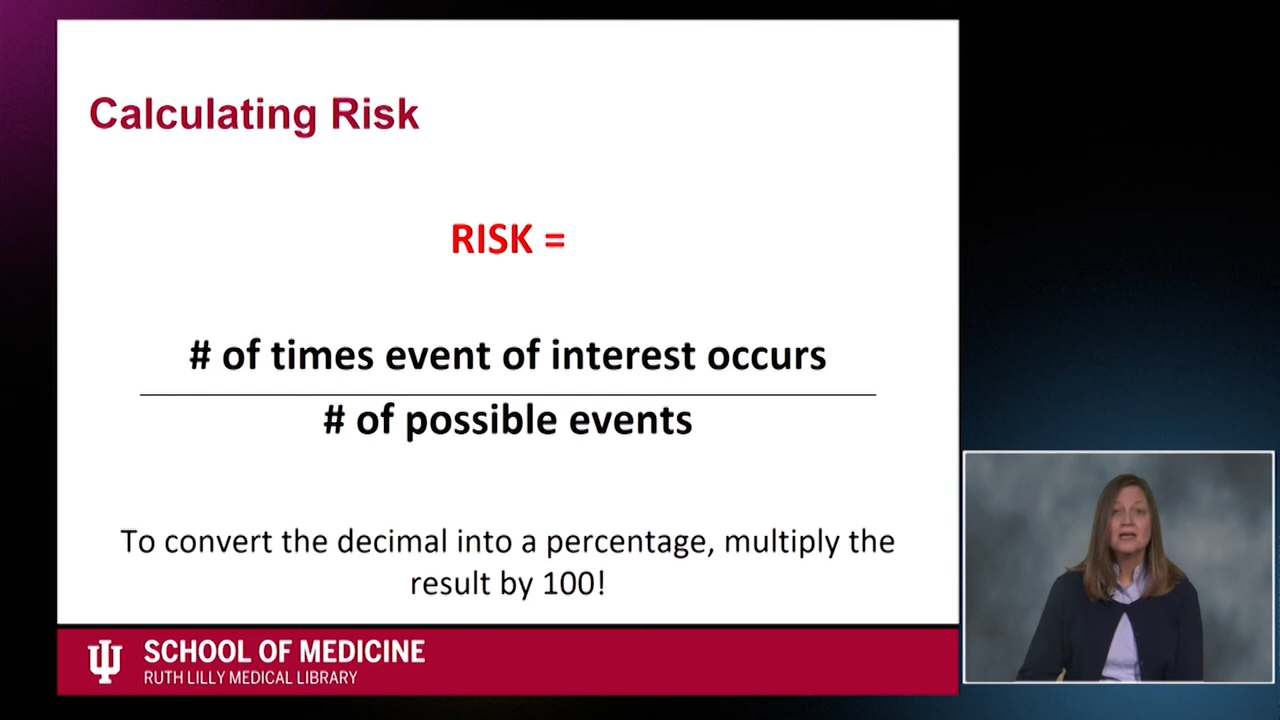 Calculating Risk
RISK =
# of times event of interest occurs
# of possible events
To convert the decimal into a percentage, multiply the
result by 100!
SCHOOL OF MEDICINE
RUTH LILLY MEDICAL LIBRARY